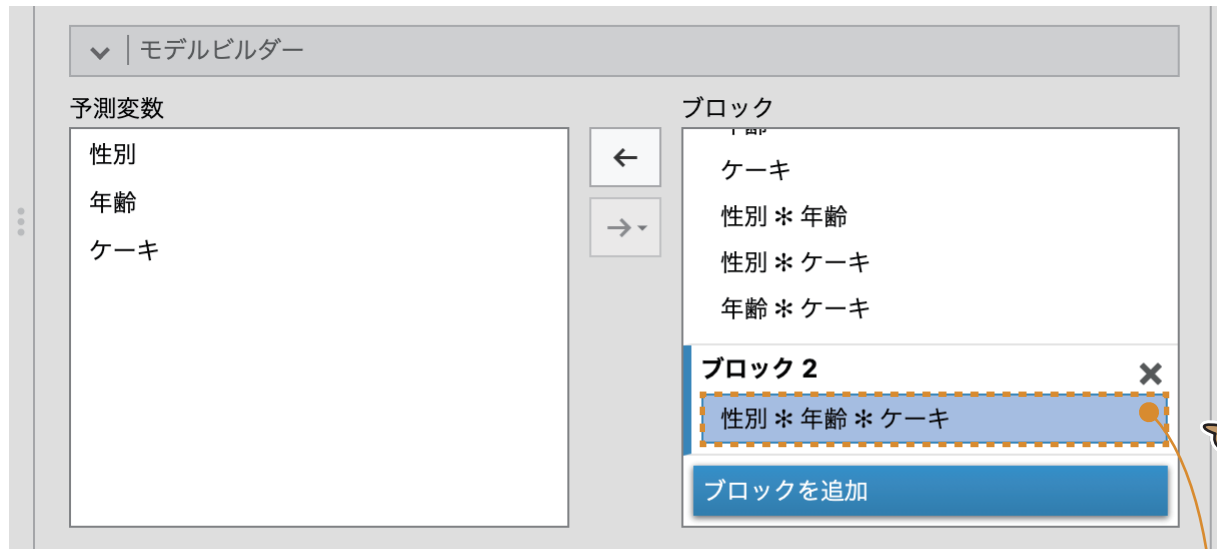 モデルビルダー
予測変数
性別
年齢
ケーキ
ブロック
ケーキ
性別 ✻ 年齢
性別 ✻ ケーキ
年齢 ✻ ケーキ
ブロック 2
性別 ✻ 年齢 ✻ ケーキ
ブロックを追加